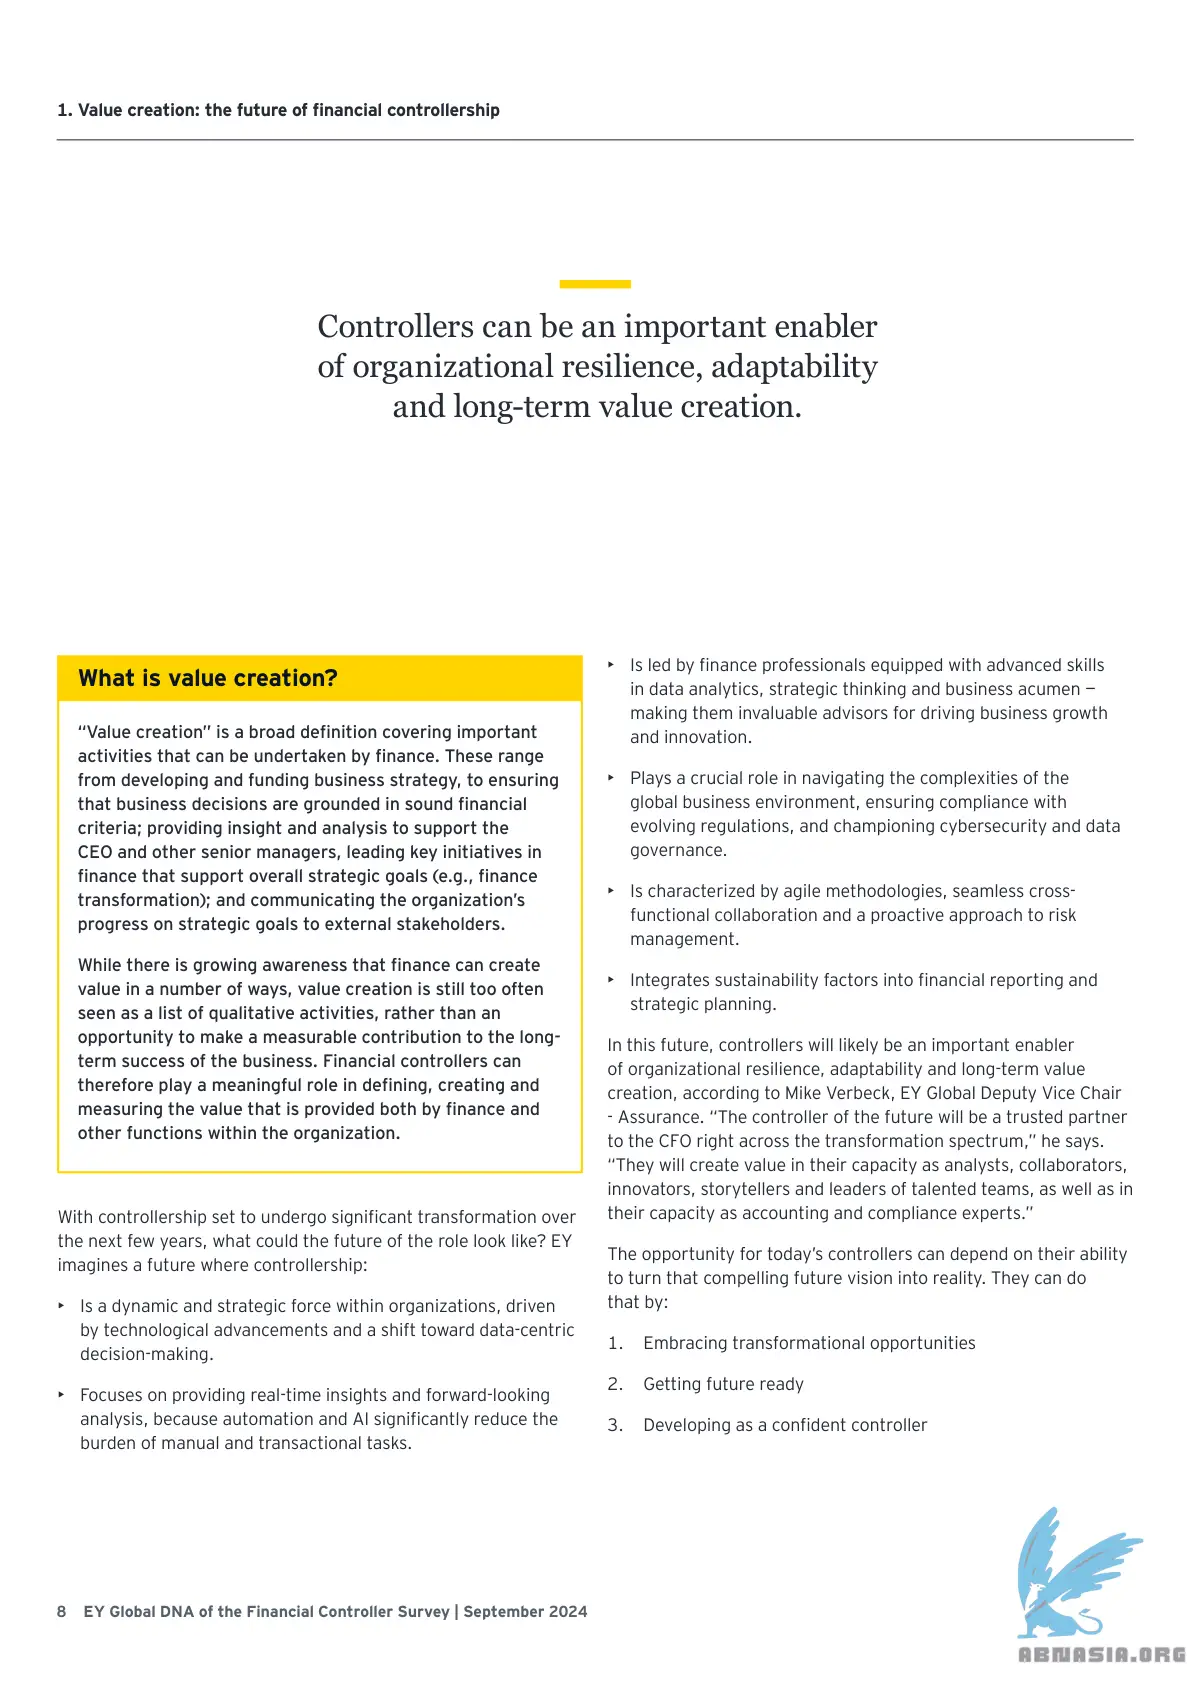 1. Value creation: the future of financial controllership
Controllers can be an important enabler
of organizational resilience, adaptability
and long-term value creation.
What is value creation?
“Value creation” is a broad definition covering important
activities that can be undertaken by finance. These range
from developing and funding business strategy, to ensuring
that business decisions are grounded in sound financial
criteria; providing insight and analysis to support the
CEO and other senior managers, leading key initiatives in
finance that support overall strategic goals (e.g., finance
transformation); and communicating the organization’s
progress on strategic goals to external stakeholders.
While there is growing awareness that finance can create
value in a number of ways, value creation is still too often
seen as a list of qualitative activities, rather than an
opportunity to make a measurable contribution to the long-
term success of the business. Financial controllers can
therefore play a meaningful role in defining, creating and
measuring the value that is provided both by finance and
other functions within the organization.
With controllership set to undergo significant transformation over
the next few years, what could the future of the role look like? EY
imagines a future where controllership:
‣ Is a dynamic and strategic force within organizations, driven
by technological advancements and a shift toward data-centric
decision-making.
‣ Focuses on providing real-time insights and forward-looking
analysis, because automation and AI significantly reduce the
burden of manual and transactional tasks.
‣ Is led by finance professionals equipped with advanced skills
in data analytics, strategic thinking and business acumen —
making them invaluable advisors for driving business growth
and innovation.
‣ Plays a crucial role in navigating the complexities of the
global business environment, ensuring compliance with
evolving regulations, and championing cybersecurity and data
governance.
‣ Is characterized by agile methodologies, seamless cross-
functional collaboration and a proactive approach to risk
management.
‣ Integrates sustainability factors into financial reporting and
strategic planning.
In this future, controllers will likely be an important enabler
of organizational resilience, adaptability and long-term value
creation, according to Mike Verbeck, EY Global Deputy Vice Chair
- Assurance. “The controller of the future will be a trusted partner
to the CFO right across the transformation spectrum,” he says.
“They will create value in their capacity as analysts, collaborators,
innovators, storytellers and leaders of talented teams, as well as in
their capacity as accounting and compliance experts.”
The opportunity for today’s controllers can depend on their ability
to turn that compelling future vision into reality. They can do
that by:
1. Embracing transformational opportunities
2. Getting future ready
3. Developing as a confident controller
8 EY Global DNA of the Financial Controller Survey | September 2024
ABNASIA.ORG